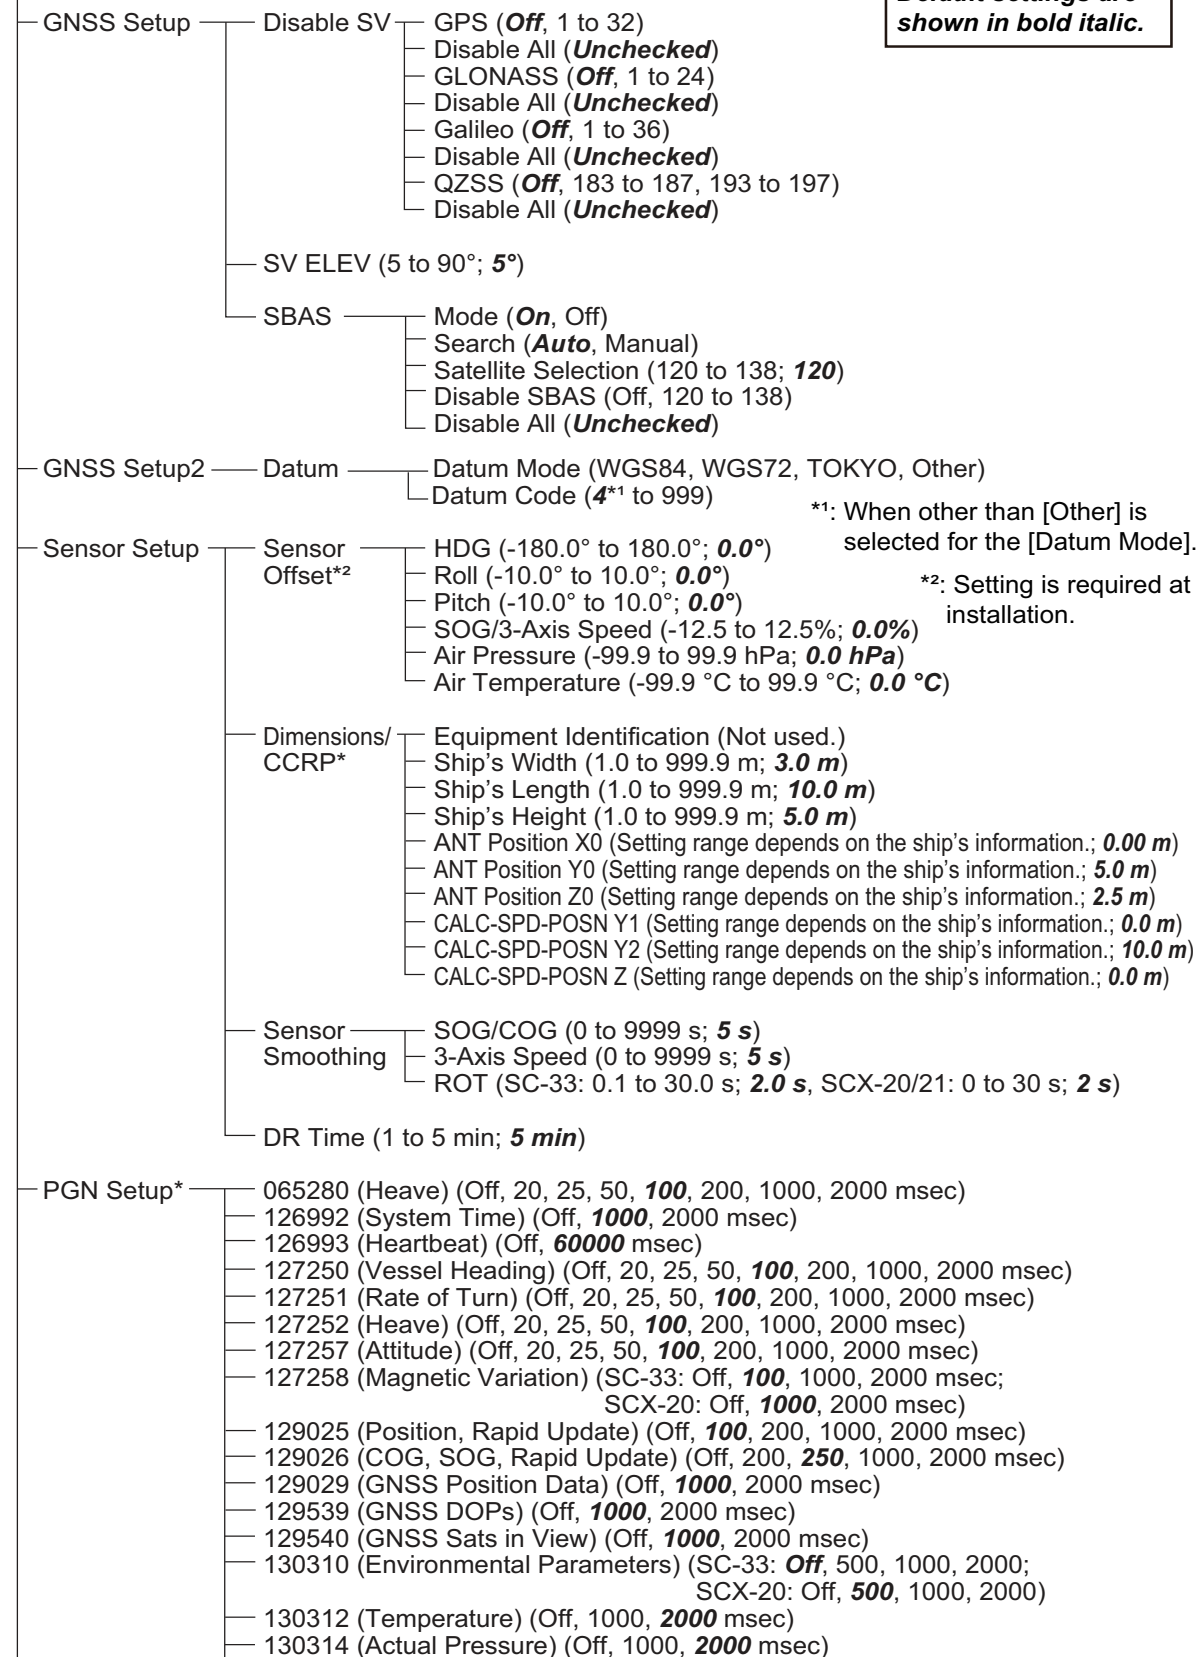 Default settings are
shown in bold italic.
GNSS Setup
Disable SV
GPS (Off, 1 to 32)
Disable All (Unchecked)
GLONASS (Off, 1 to 24)
Disable All (Unchecked)
Galileo (Off, 1 to 36)
Disable All (Unchecked)
QZSS (Off, 183 to 187, 193 to 197)
Disable All (Unchecked)
SV ELEV (5 to 90°; 5°)
SBAS
Mode (On, Off)
Search (Auto, Manual)
Satellite Selection (120 to 138; 120)
Disable SBAS (Off, 120 to 138)
Disable All (Unchecked)
GNSS Setup2
Datum
Datum Mode (WGS84, WGS72, TOKYO, Other)
Datum Code (4*¹ to 999)
*¹: When other than [Other] is
selected for the [Datum Mode].
Sensor Setup
Sensor
Offset*²
HDG (-180.0° to 180.0°; 0.0°)
Roll (-10.0° to 10.0°; 0.0°)
Pitch (-10.0° to 10.0°; 0.0°)
SOG/3-Axis Speed (-12.5 to 12.5%; 0.0%)
Air Pressure (-99.9 to 99.9 hPa; 0.0 hPa)
Air Temperature (-99.9 °C to 99.9 °C; 0.0 °C)
*²: Setting is required at
installation.
Dimensions/
CCRP*
Equipment Identification (Not used.)
Ship's Width (1.0 to 999.9 m; 3.0 m)
Ship's Length (1.0 to 999.9 m; 10.0 m)
Ship's Height (1.0 to 999.9 m; 5.0 m)
ANT Position X0 (Setting range depends on the ship's information.; 0.00 m)
ANT Position Y0 (Setting range depends on the ship's information.; 5.0 m)
ANT Position Z0 (Setting range depends on the ship's information.; 2.5 m)
CALC-SPD-POSN Y1 (Setting range depends on the ship's information.; 0.0 m)
CALC-SPD-POSN Y2 (Setting range depends on the ship's information.; 10.0 m)
CALC-SPD-POSN Z (Setting range depends on the ship's information.; 0.0 m)
Sensor
Smoothing
SOG/COG (0 to 9999 s; 5 s)
3-Axis Speed (0 to 9999 s; 5 s)
ROT (SC-33: 0.1 to 30.0 s; 2.0 s, SCX-20/21: 0 to 30 s; 2 s)
DR Time (1 to 5 min; 5 min)
PGN Setup*
065280 (Heave) (Off, 20, 25, 50, 100, 200, 1000, 2000 msec)
126992 (System Time) (Off, 1000, 2000 msec)
126993 (Heartbeat) (Off, 60000 msec)
127250 (Vessel Heading) (Off, 20, 25, 50, 100, 200, 1000, 2000 msec)
127251 (Rate of Turn) (Off, 20, 25, 50, 100, 200, 1000, 2000 msec)
127252 (Heave) (Off, 20, 25, 50, 100, 200, 1000, 2000 msec)
127257 (Attitude) (Off, 20, 25, 50, 100, 200, 1000, 2000 msec)
127258 (Magnetic Variation) (SC-33: Off, 100, 1000, 2000 msec;
SCX-20: Off, 1000, 2000 msec)
129025 (Position, Rapid Update) (Off, 100, 200, 1000, 2000 msec)
129026 (COG, SOG, Rapid Update) (Off, 200, 250, 1000, 2000 msec)
129029 (GNSS Position Data) (Off, 1000, 2000 msec)
129539 (GNSS DOPs) (Off, 1000, 2000 msec)
129540 (GNSS Sats in View) (Off, 1000, 2000 msec)
130310 (Environmental Parameters) (SC-33: Off, 500, 1000, 2000;
SCX-20: Off, 500, 1000, 2000)
130312 (Temperature) (Off, 1000, 2000 msec)
130314 (Actual Pressure) (Off, 1000, 2000 msec)